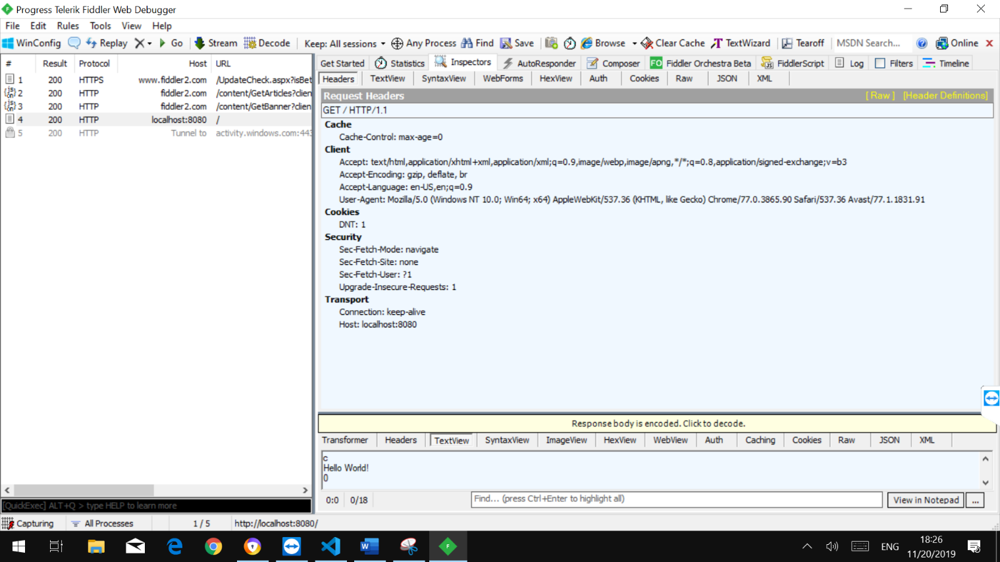 Progress Telerik Fiddler Web Debugger
File Edit Rules Tools View Help
WinConfig Replay Go Stream Decode Keep: All sessions Any Process Find Save Browse Clear Cache TextWizard Tearoff MSDN Search... Online
# Result Protocol Host URL
1 200 HTTPS www.fiddler2.com /UpdateCheck.aspx?isBet
2 200 HTTP fiddler2.com /content/GetArticles?clien
3 200 HTTP fiddler2.com /content/GetBanner?clien
4 200 HTTP localhost:8080 /
5 200 HTTP Tunnel to activity.windows.com:443
Get Started Statistics Inspectors AutoResponder Composer FO Fiddler Orchestra Beta FiddlerScript Log Filters Timeline
Headers TextView SyntaxView WebForms HexView Auth Cookies Raw JSON XML
Request Headers [ Raw ] [Header Definitions]
GET / HTTP/1.1
Cache
Cache-Control: max-age=0
Client
Accept: text/html,application/xhtml+xml,application/xml;q=0.9,image/webp,image/apng,*/*;q=0.8,application/signed-exchange;v=b3
Accept-Encoding: gzip, deflate, br
Accept-Language: en-US,en;q=0.9
User-Agent: Mozilla/5.0 (Windows NT 10.0; Win64; x64) AppleWebKit/537.36 (KHTML, like Gecko) Chrome/77.0.3865.90 Safari/537.36 Avast/77.1.1831.91
Cookies
DNT: 1
Security
Sec-Fetch-Mode: navigate
Sec-Fetch-Site: none
Sec-Fetch-User: ?1
Upgrade-Insecure-Requests: 1
Transport
Connection: keep-alive
Host: localhost:8080
Response body is encoded. Click to decode.
Transformer Headers TextView SyntaxView ImageView HexView WebView Auth Caching Cookies Raw JSON XML
c
Hello World!
0
0:0 0/18 Find... (press Ctrl+Enter to highlight all) View in Notepad ...
[QuickExec] ALT+Q > type HELP to learn more
Capturing All Processes 1 / 5 http://localhost:8080/
ENG
18:26
11/20/2019